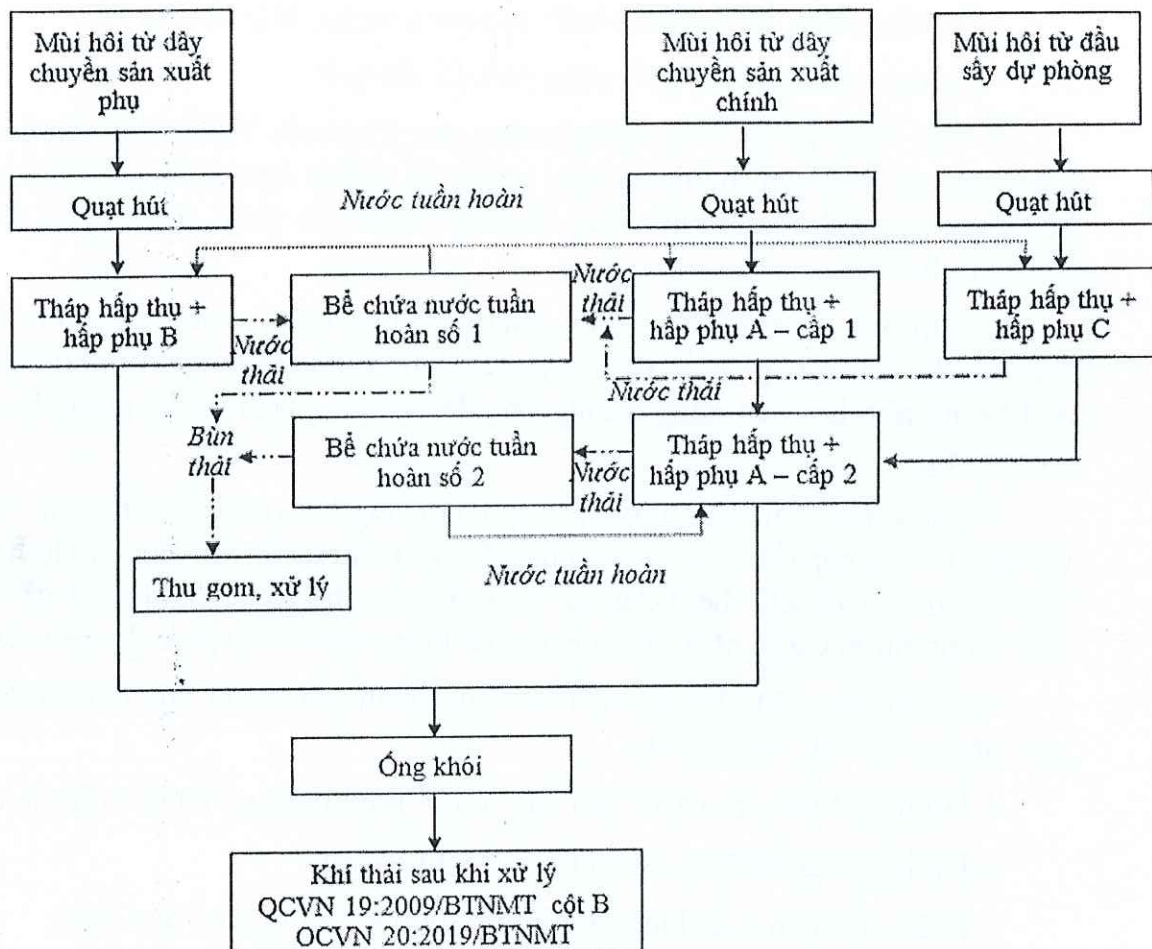 Mùi hôi từ dây
chuyền sản xuất
phụ
Mùi hôi từ dây
chuyền sản xuất
chính
Mùi hôi từ đầu
sấy dự phòng
Quạt hút
Nước tuần hoàn
Quạt hút
Quạt hút
Tháp hấp thụ +
hấp phụ B
Nước
thải
Bể chứa nước tuần
hoàn số 1
Nước
thải
Tháp hấp thụ +
hấp phụ A – cấp 1
Tháp hấp thụ +
hấp phụ C
Nước thải
Bùn
thải
Bể chứa nước tuần
hoàn số 2
Nước
thải
Tháp hấp thụ +
hấp phụ A – cấp 2
Nước tuần hoàn
Thu gom, xử lý
Ống khói
Khí thải sau khi xử lý
QCVN 19:2009/BTNMT cột B
QCVN 20:2019/BTNMT